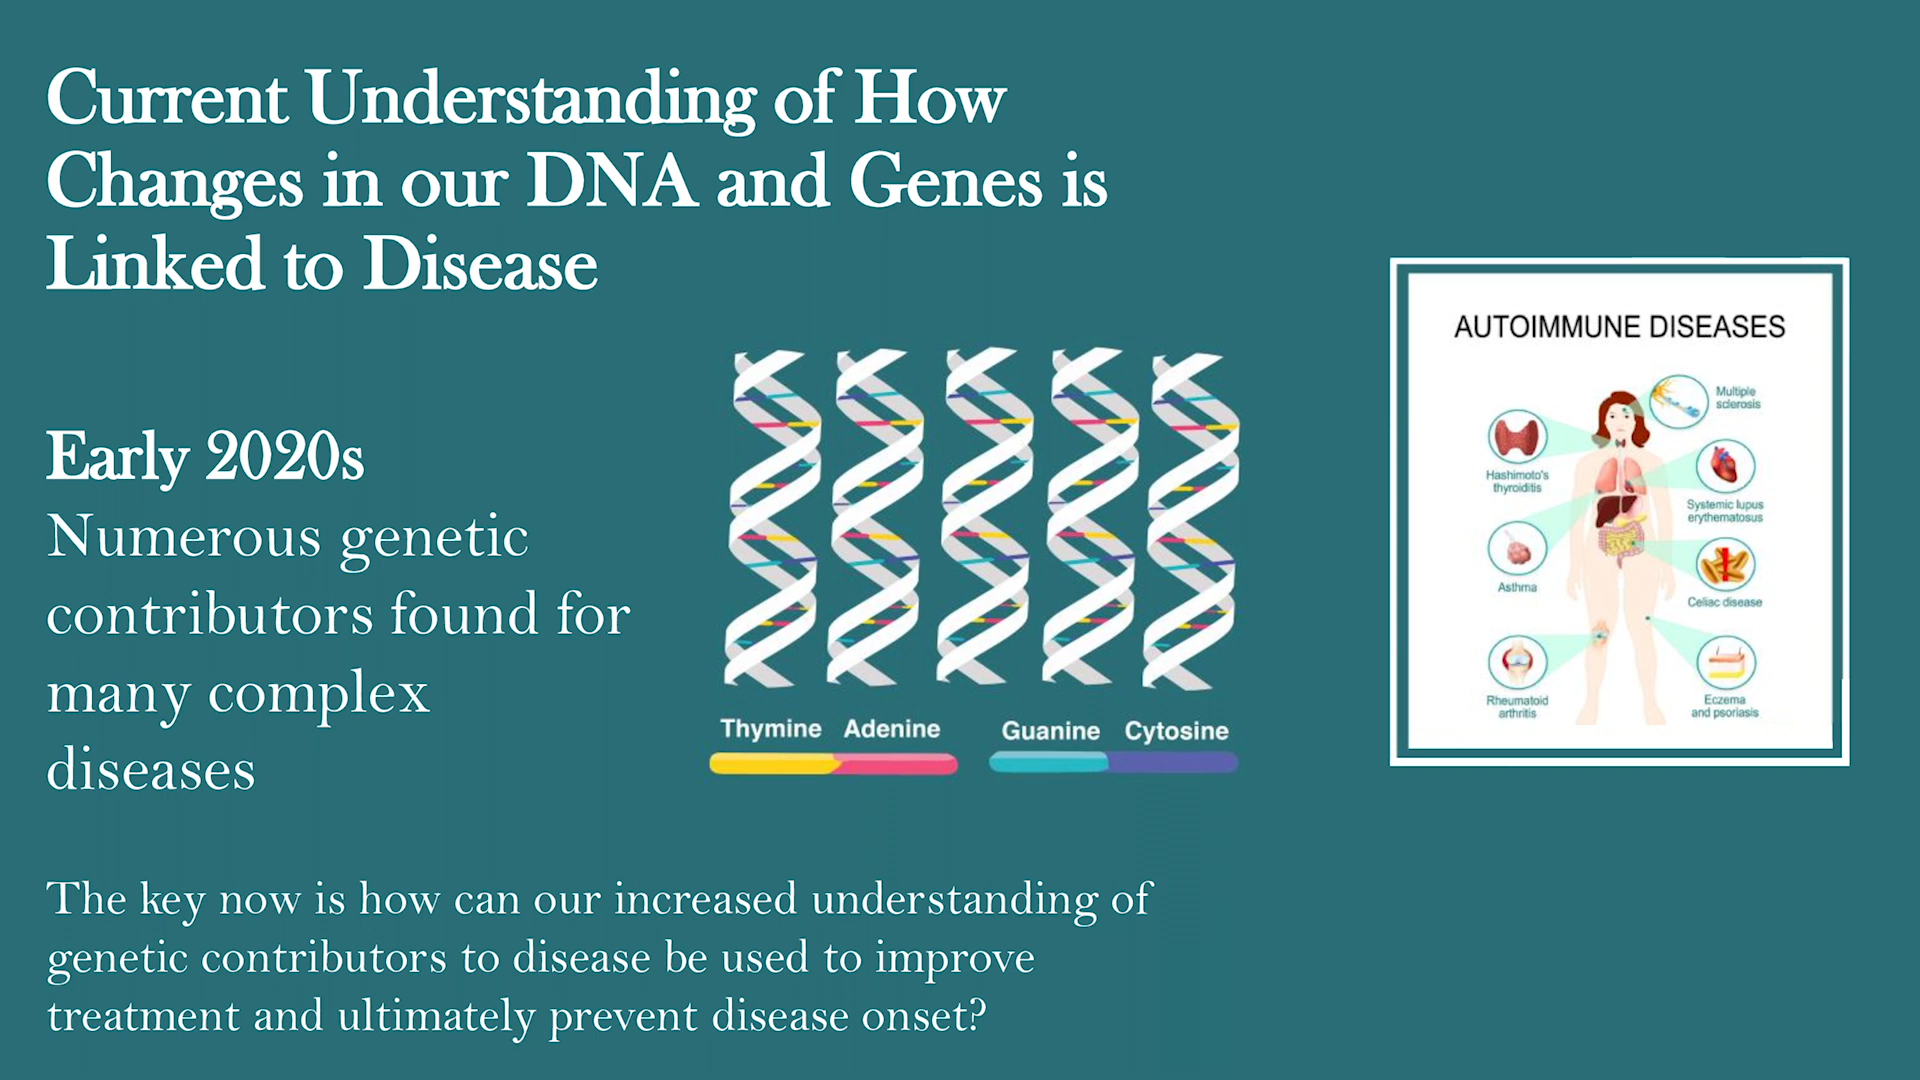 Current Understanding of How
Changes in our DNA and Genes is
Linked to Disease
Early 2020s
Numerous genetic
contributors found for
many complex
diseases
Thymine Adenine
Guanine Cytosine
AUTOIMMUNE DISEASES
Multiple
sclerosis
Hashimoto's
thyroiditis
Systemic lupus
erythematosus
Asthma
Celiac disease
Rheumatoid
arthritis
Eczema
and psoriasis
The key now is how can our increased understanding of
genetic contributors to disease be used to improve
treatment and ultimately prevent disease onset?